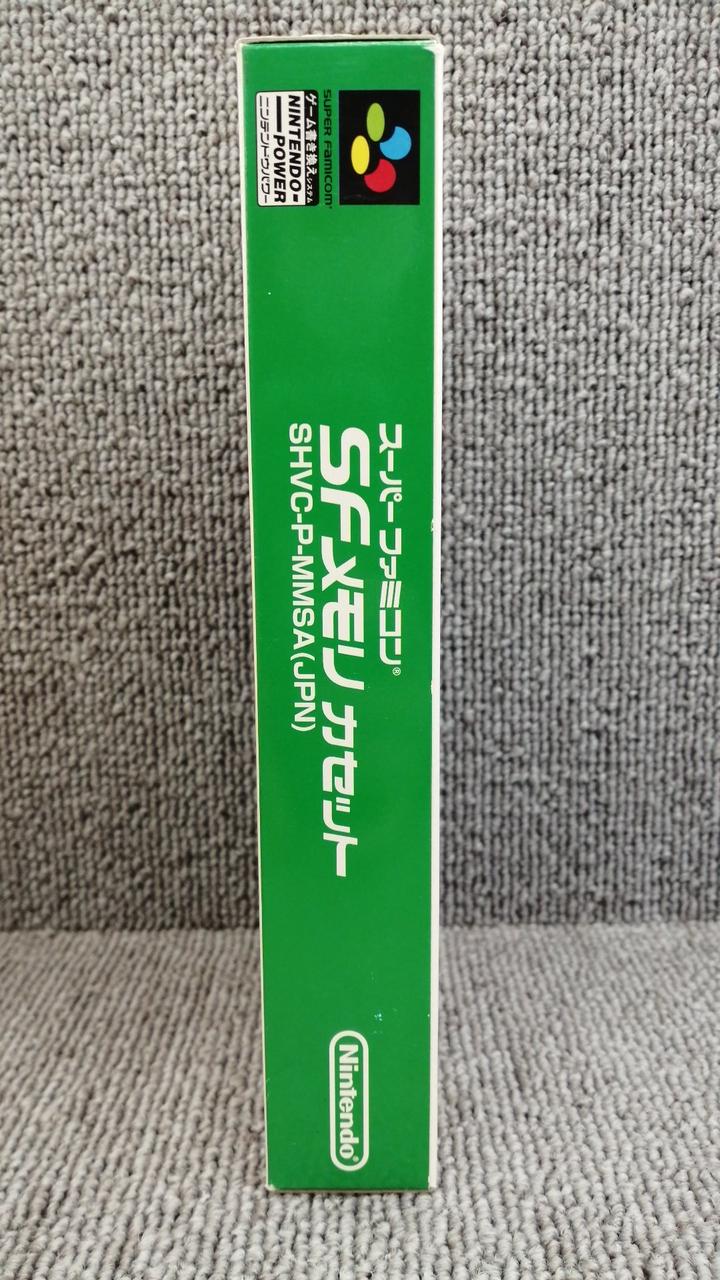 SUPER FAMICOM
ゲーム書き換えシステム
NINTENDO-
POWER
ニンテンドウパワー
スーパーファミコン®
SFメモリ カセット
SHVC-P-MMSA(JPN)
Nintendo®